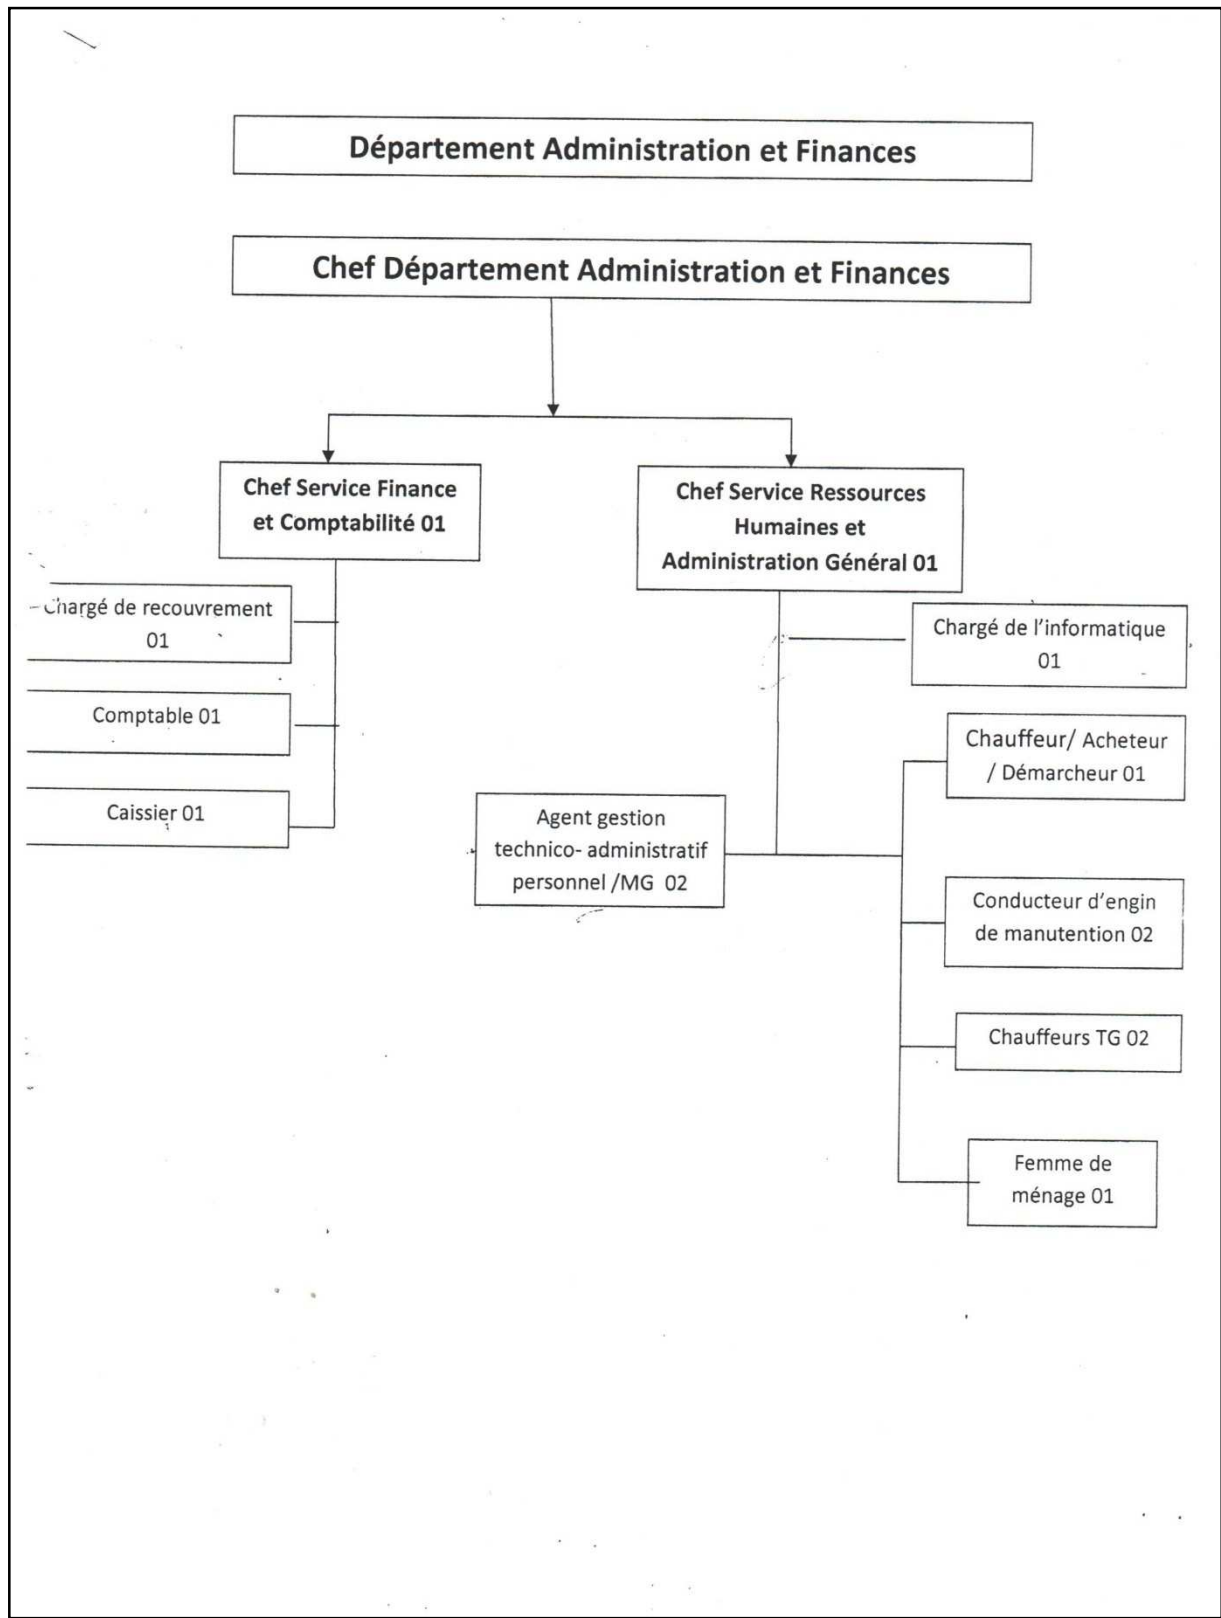 Département Administration et Finances
Chef Département Administration et Finances
Chef Service Finance
et Comptabilité 01
Chef Service Ressources
Humaines et
Administration Général 01
Chargé de recouvrement
01
Comptable 01
Caissier 01
Chargé de l'informatique
01
Chauffeur/ Acheteur
/ Démarcheur 01
Agent gestion
technico- administratif
personnel /MG 02
Conducteur d'engin
de manutention 02
Chauffeurs TG 02
Femme de
ménage 01